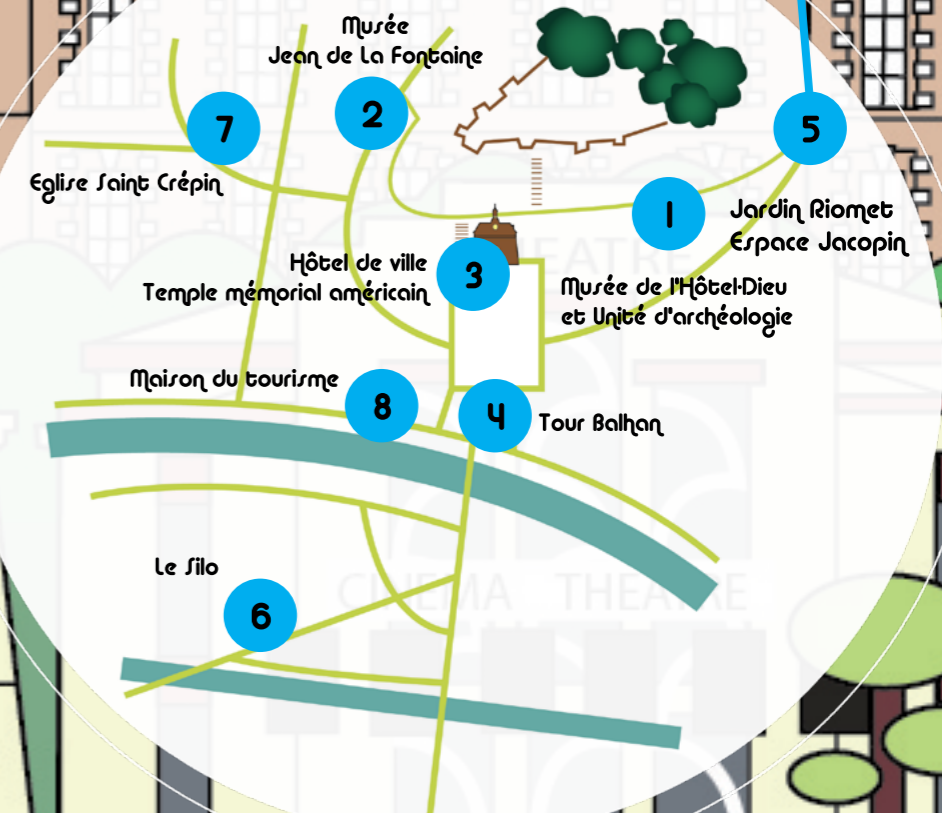 Musée
Jean de La Fontaine
2
7
5
Eglise Saint Crépin
1
Jardin Riomet
Espace Jacopin
THEATRE
Hôtel de ville
Temple mémorial américain
3
Musée de l'Hôtel-Dieu
et Unité d'archéologie
Maison du tourisme
8
4
Tour Balhan
Le Silo
6
CINEMA THEATRE